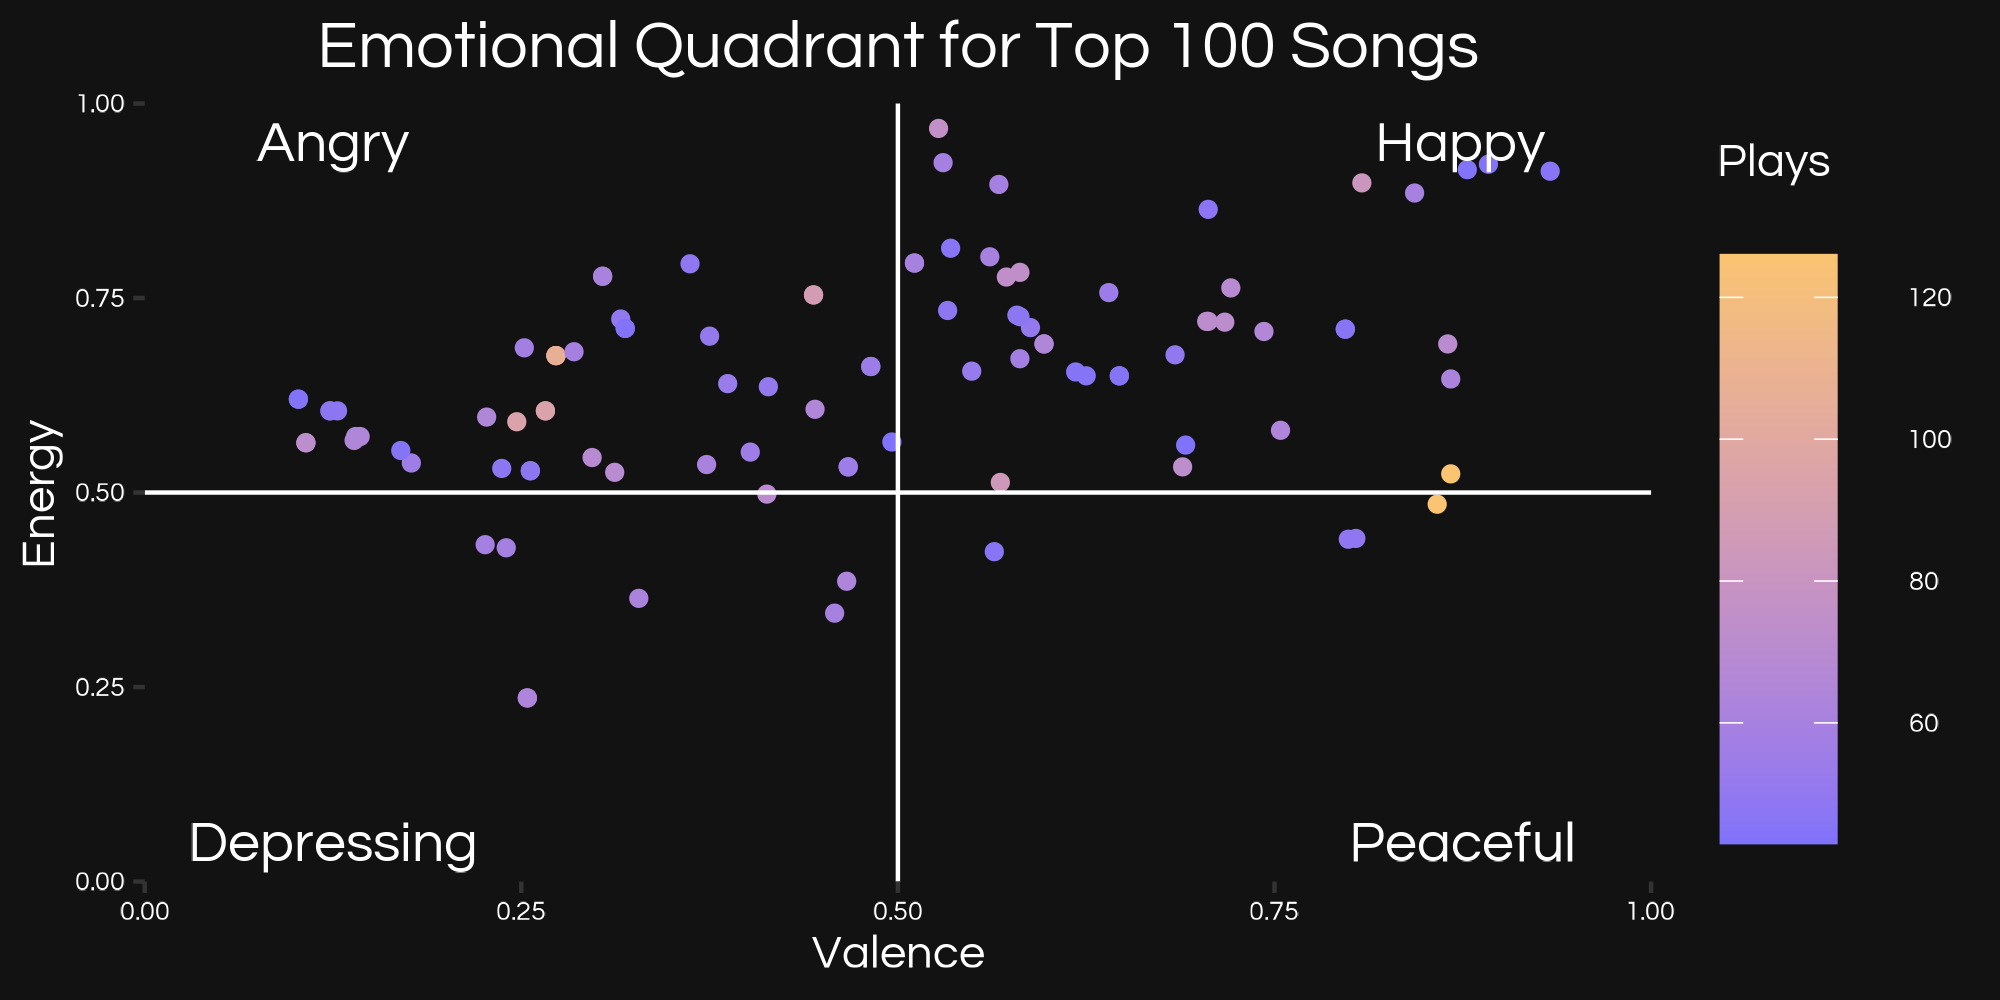 Emotional Quadrant for Top 100 Songs
1.00
Angry
Happy
Plays
0.75
120
100
Energy
0.50
80
0.25
60
Depressing
Peaceful
0.00
0.00 0.25 0.50 0.75 1.00
Valence